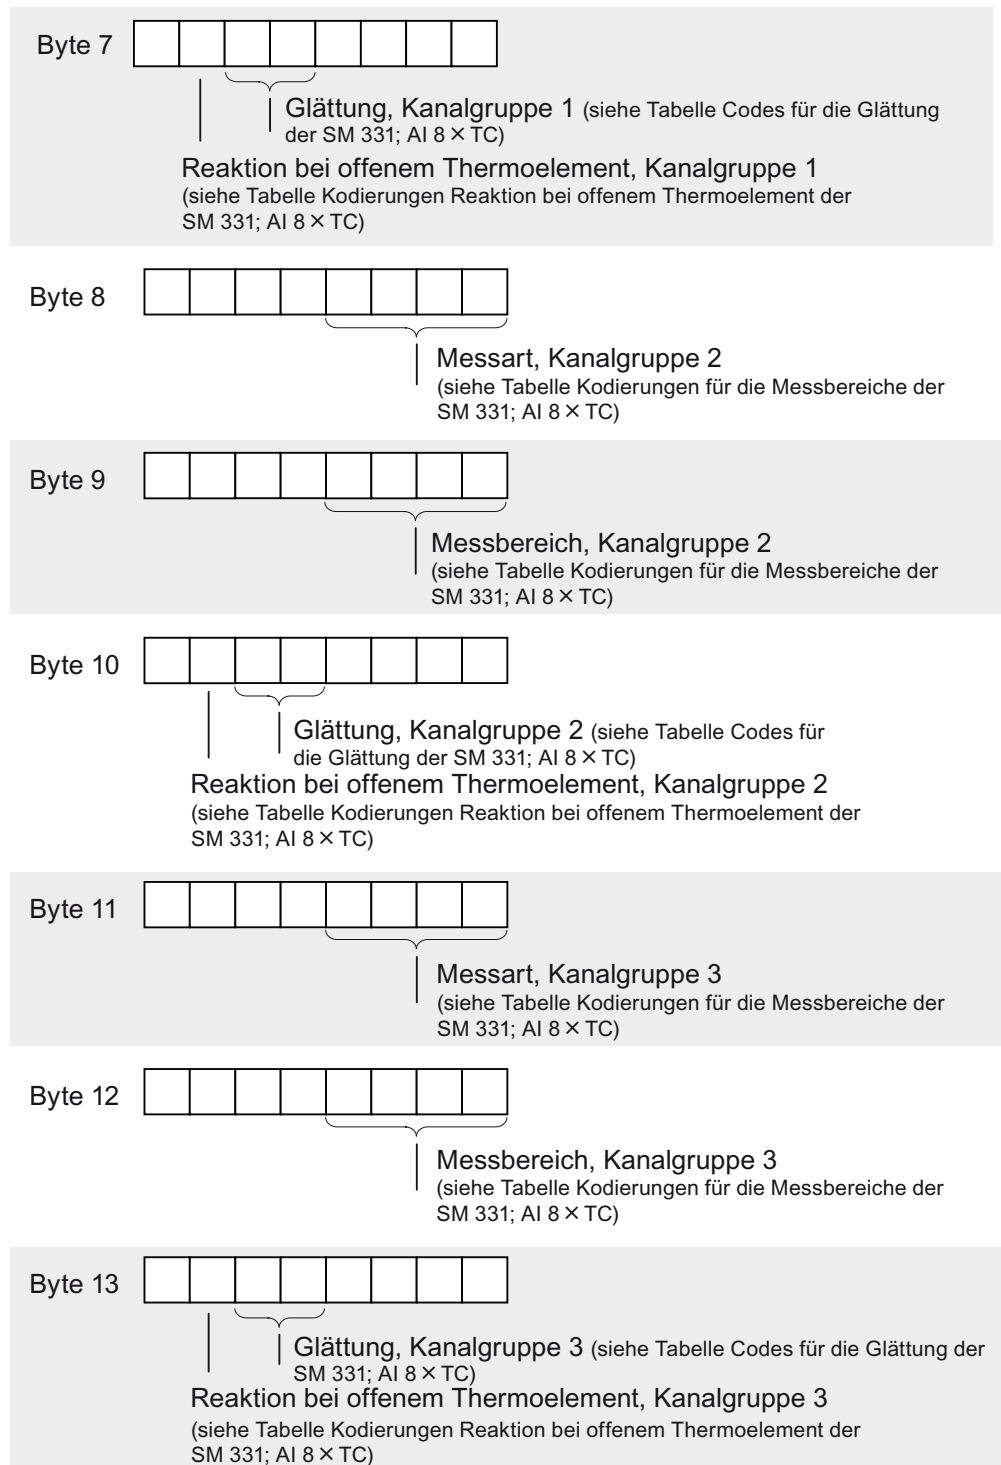 Byte 7
Glättung, Kanalgruppe 1 (siehe Tabelle Codes für die Glättung
der SM 331; AI 8 × TC)
Reaktion bei offenem Thermoelement, Kanalgruppe 1
(siehe Tabelle Kodierungen Reaktion bei offenem Thermoelement der
SM 331; AI 8 × TC)
Byte 8
Messart, Kanalgruppe 2
(siehe Tabelle Kodierungen für die Messbereiche der
SM 331; AI 8 × TC)
Byte 9
Messbereich, Kanalgruppe 2
(siehe Tabelle Kodierungen für die Messbereiche der
SM 331; AI 8 × TC)
Byte 10
Glättung, Kanalgruppe 2 (siehe Tabelle Codes für
die Glättung der SM 331; AI 8 × TC)
Reaktion bei offenem Thermoelement, Kanalgruppe 2
(siehe Tabelle Kodierungen Reaktion bei offenem Thermoelement der
SM 331; AI 8 × TC)
Byte 11
Messart, Kanalgruppe 3
(siehe Tabelle Kodierungen für die Messbereiche der
SM 331; AI 8 × TC)
Byte 12
Messbereich, Kanalgruppe 3
(siehe Tabelle Kodierungen für die Messbereiche der
SM 331; AI 8 × TC)
Byte 13
Glättung, Kanalgruppe 3 (siehe Tabelle Codes für die Glättung der
SM 331; AI 8 × TC)
Reaktion bei offenem Thermoelement, Kanalgruppe 3
(siehe Tabelle Kodierungen Reaktion bei offenem Thermoelement der
SM 331; AI 8 × TC)